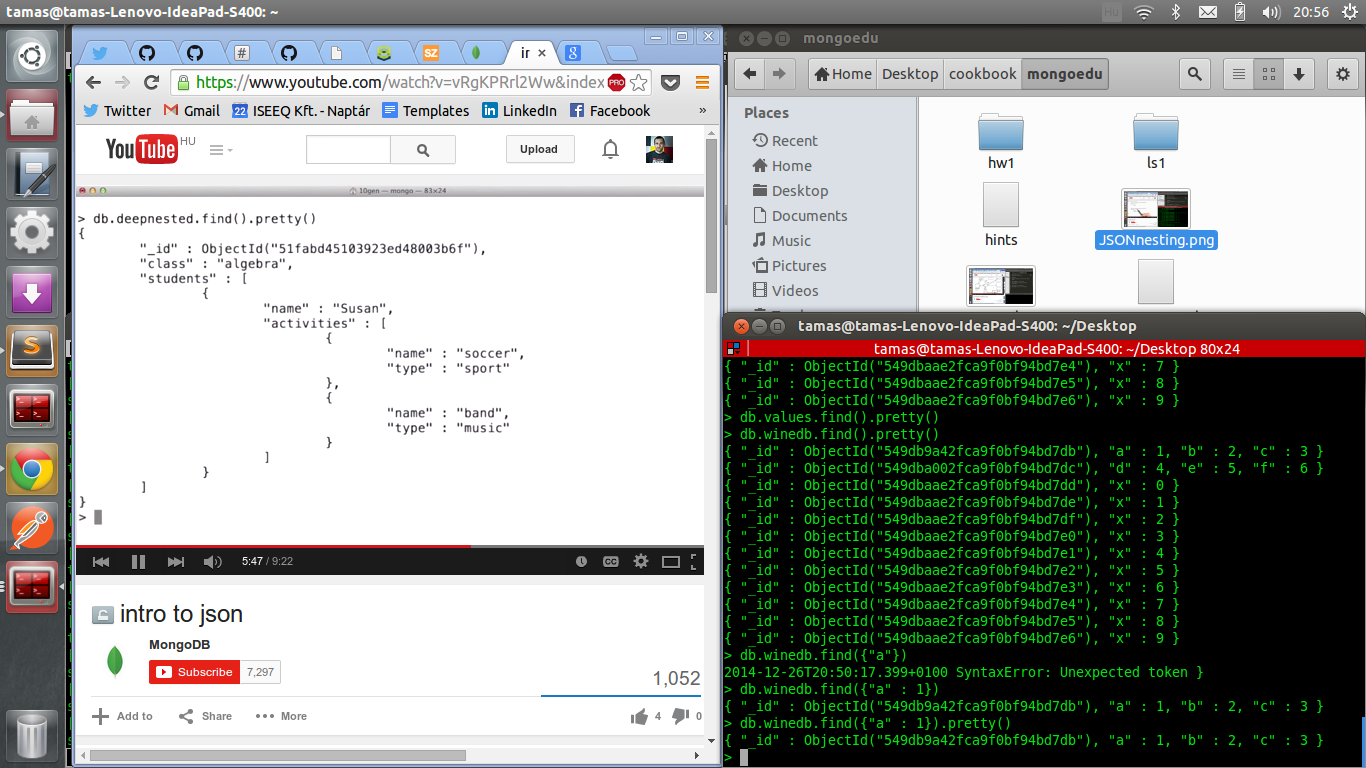 tamas@tamas-Lenovo-IdeaPad-S400: ~
Hu
20:56
ir
https://www.youtube.com/watch?v=vRgKPRrl2Ww&index
PRO
Twitter
Gmail
22
ISEEQ Kft. - Naptár
Templates
LinkedIn
Facebook
»
YouTube HU
Upload
10gen — mongo — 83x24
> db.deepnested.find().pretty()
{
"_id" : ObjectId("51fabd45103923ed48003b6f"),
"class" : "algebra",
"students" : [
{
"name" : "Susan",
"activities" : [
{
"name" : "soccer",
"type" : "sport"
},
{
"name" : "band",
"type" : "music"
}
]
}
]
}
>
5:47 / 9:22
CC
intro to json
MongoDB
Subscribe 7,297
1,052
Add to
Share
More
4
0
mongoedu
Home
Desktop
cookbook
mongoedu
Places
Recent
Home
Desktop
Documents
Music
Pictures
Videos
hw1
ls1
hints
JSONnesting.png
tamas@tamas-Lenovo-IdeaPad-S400: ~/Desktop
tamas@tamas-Lenovo-IdeaPad-S400: ~/Desktop 80x24
{ "_id" : ObjectId("549dbaae2fca9f0bf94bd7e4"), "x" : 7 }
{ "_id" : ObjectId("549dbaae2fca9f0bf94bd7e5"), "x" : 8 }
{ "_id" : ObjectId("549dbaae2fca9f0bf94bd7e6"), "x" : 9 }
> db.values.find().pretty()
> db.winedb.find().pretty()
{ "_id" : ObjectId("549db9a42fca9f0bf94bd7db"), "a" : 1, "b" : 2, "c" : 3 }
{ "_id" : ObjectId("549dba002fca9f0bf94bd7dc"), "d" : 4, "e" : 5, "f" : 6 }
{ "_id" : ObjectId("549dbaae2fca9f0bf94bd7dd"), "x" : 0 }
{ "_id" : ObjectId("549dbaae2fca9f0bf94bd7de"), "x" : 1 }
{ "_id" : ObjectId("549dbaae2fca9f0bf94bd7df"), "x" : 2 }
{ "_id" : ObjectId("549dbaae2fca9f0bf94bd7e0"), "x" : 3 }
{ "_id" : ObjectId("549dbaae2fca9f0bf94bd7e1"), "x" : 4 }
{ "_id" : ObjectId("549dbaae2fca9f0bf94bd7e2"), "x" : 5 }
{ "_id" : ObjectId("549dbaae2fca9f0bf94bd7e3"), "x" : 6 }
{ "_id" : ObjectId("549dbaae2fca9f0bf94bd7e4"), "x" : 7 }
{ "_id" : ObjectId("549dbaae2fca9f0bf94bd7e5"), "x" : 8 }
{ "_id" : ObjectId("549dbaae2fca9f0bf94bd7e6"), "x" : 9 }
> db.winedb.find({"a"})
2014-12-26T20:50:17.399+0100 SyntaxError: Unexpected token }
> db.winedb.find({"a" : 1})
{ "_id" : ObjectId("549db9a42fca9f0bf94bd7db"), "a" : 1, "b" : 2, "c" : 3 }
> db.winedb.find({"a" : 1}).pretty()
{ "_id" : ObjectId("549db9a42fca9f0bf94bd7db"), "a" : 1, "b" : 2, "c" : 3 }
>